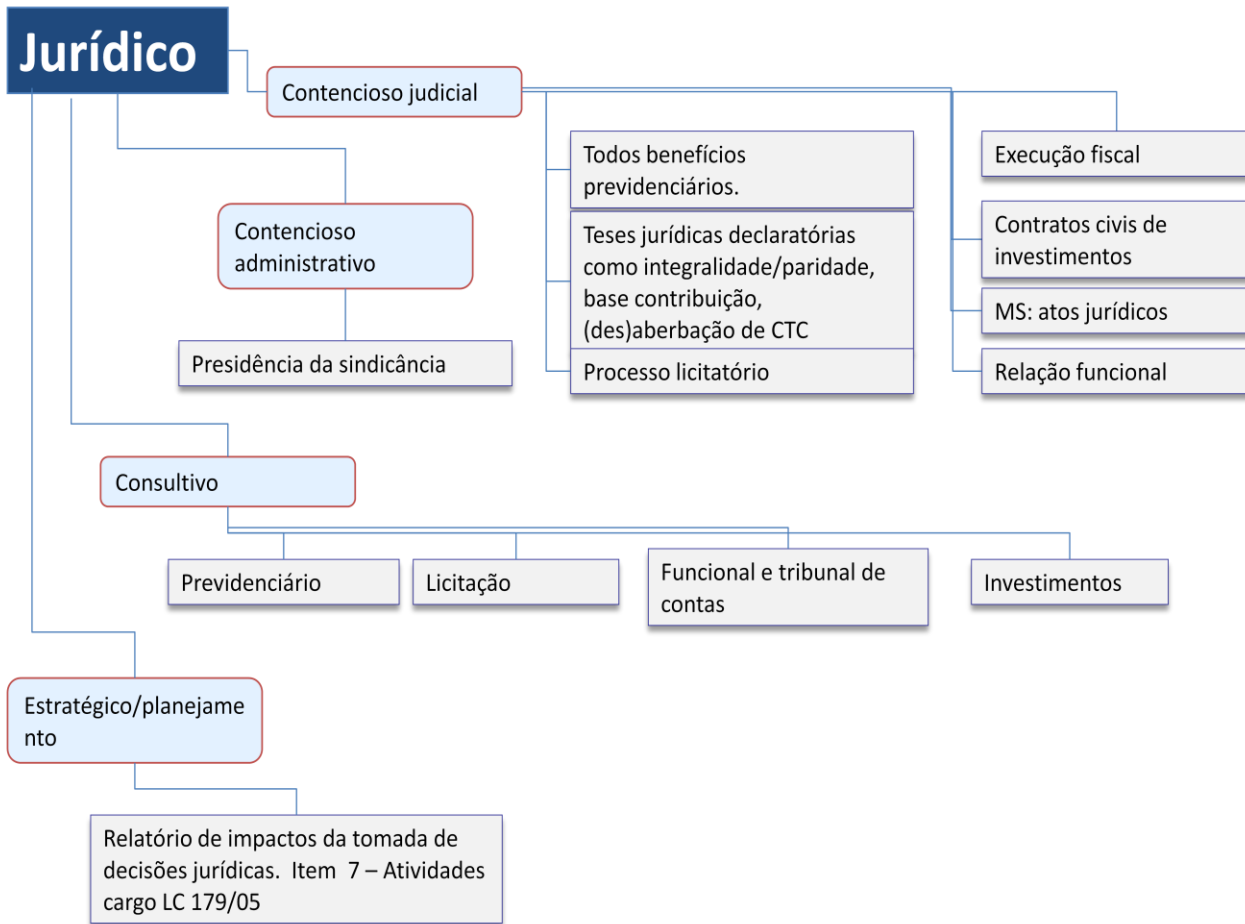 Jurídico
Contencioso judicial
Todos benefícios
previdenciários.
Execução fiscal
Contencioso
administrativo
Teses jurídicas declaratórias
como integralidade/paridade,
base contribuição,
(des)aberbação de CTC
Contratos civis de
investimentos
MS: atos jurídicos
Presidência da sindicância
Processo licitatório
Relação funcional
Consultivo
Previdenciário
Licitação
Funcional e tribunal de
contas
Investimentos
Estratégico/planejame
nto
Relatório de impactos da tomada de
decisões jurídicas.  Item  7 – Atividades
cargo LC 179/05